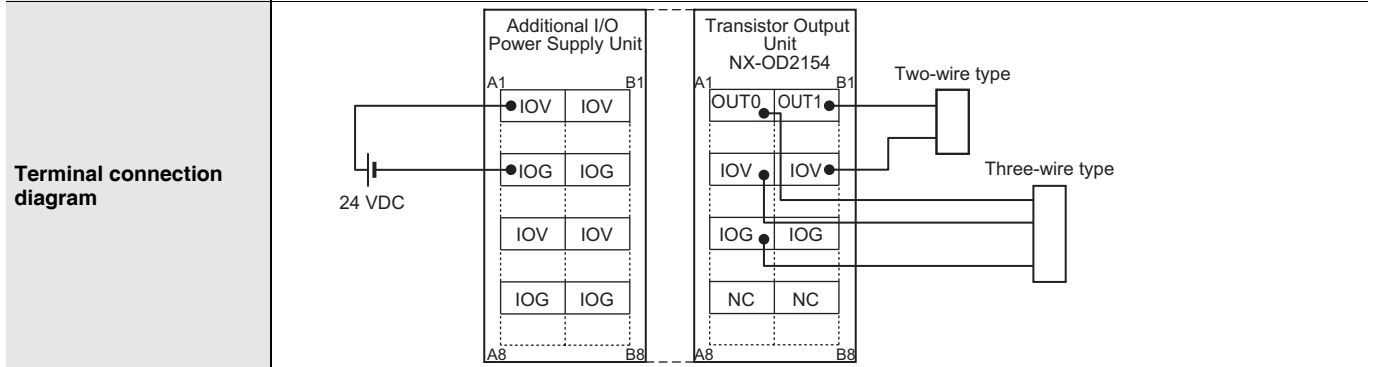 Terminal connection
diagram
Additional I/O
Power Supply Unit
A1 B1
IOV IOV
IOG IOG
IOV IOV
IOG IOG
A8 B8
24 VDC
Transistor Output
Unit
NX-OD2154
A1 B1
OUT0 OUT1
IOV IOV
IOG IOG
NC NC
A8 B8
Two-wire type
Three-wire type